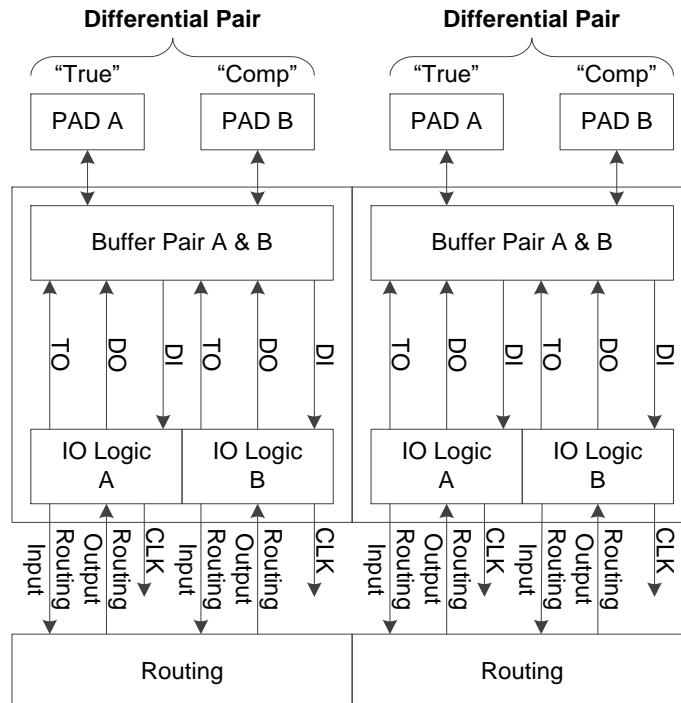 Differential Pair
Differential Pair
“True”
“Comp”
“True”
“Comp”
PAD A
PAD B
PAD A
PAD B
Buffer Pair A & B
Buffer Pair A & B
TO
DO
DI
TO
DO
DI
TO
DO
DI
TO
DO
DI
IO Logic
A
IO Logic
B
IO Logic
A
IO Logic
B
Routing
Input
Routing
Output
CLK
Routing
Input
Routing
Output
CLK
Routing
Input
Routing
Output
CLK
Routing
Input
Routing
Output
CLK
Routing
Routing